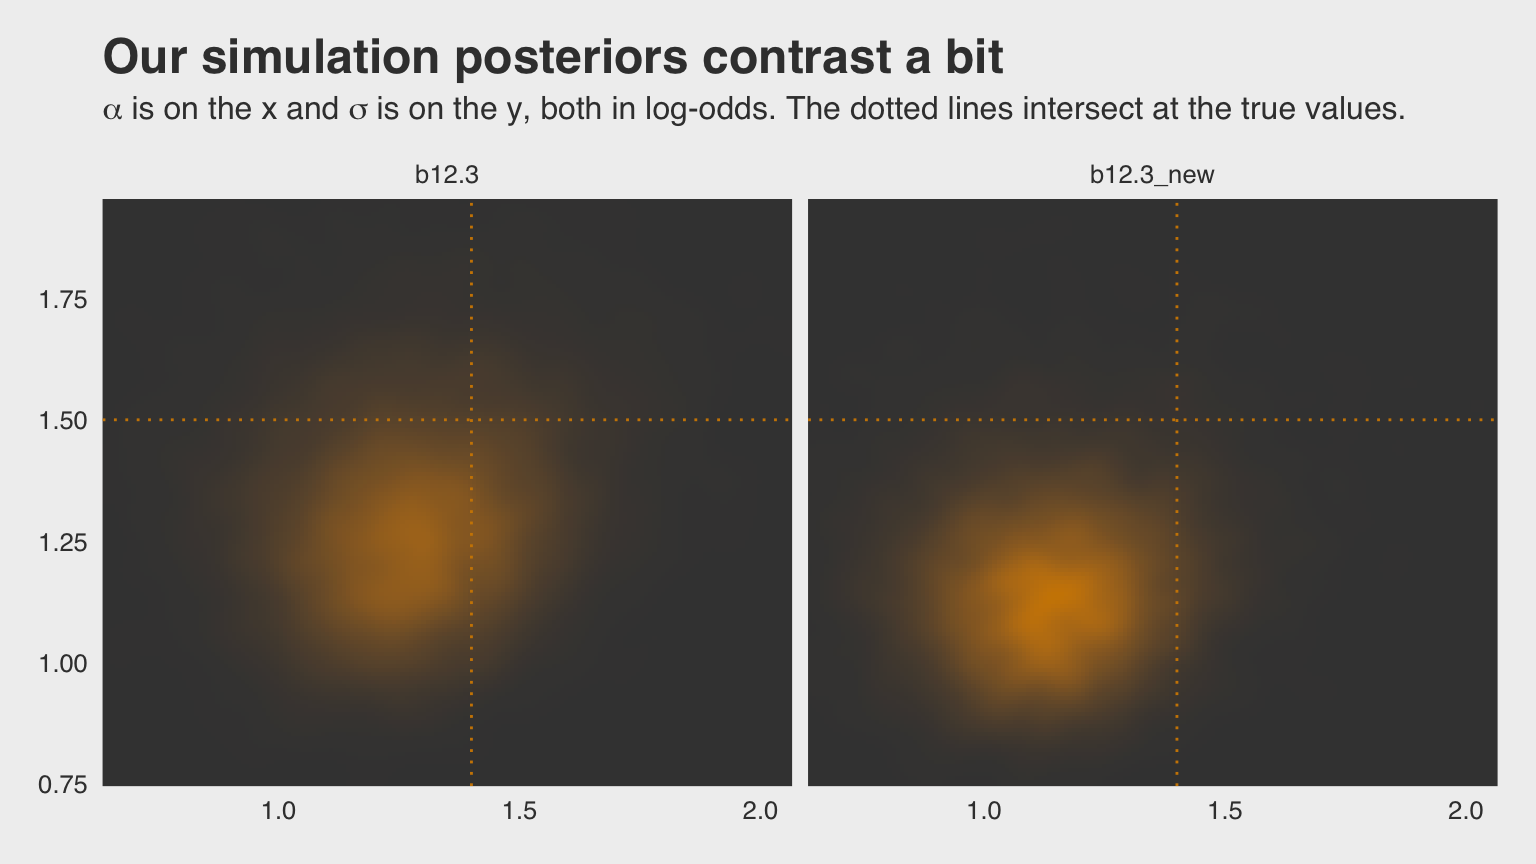 Our simulation posteriors contrast a bit
α is on the x and σ is on the y, both in log-odds. The dotted lines intersect at the true values.
b12.3
b12.3_new
1.75
1.50
1.25
1.00
0.75
1.0 1.5 2.0
1.0 1.5 2.0